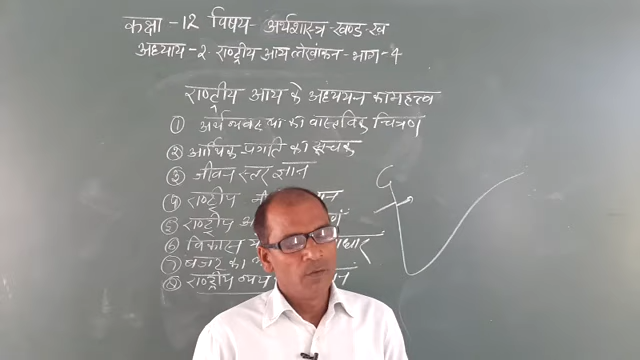 कक्षा -12 विषय- अर्थशास्त्र -खण्ड-ख
अध्याय -2 राष्ट्रीय आय लेखांकन - भाग -4
राष्ट्रीय आय के अध्ययन का महत्व
① अर्थव्यवस्था का वास्तविक चित्रण
② आर्थिक प्रगति का सूचक
③ जीवन स्तर ज्ञान
④ राष्ट्रीय
⑤ राष्ट्रीय
⑥ विकास
⑦ बजट का
⑧ राष्ट्रीय व्यय